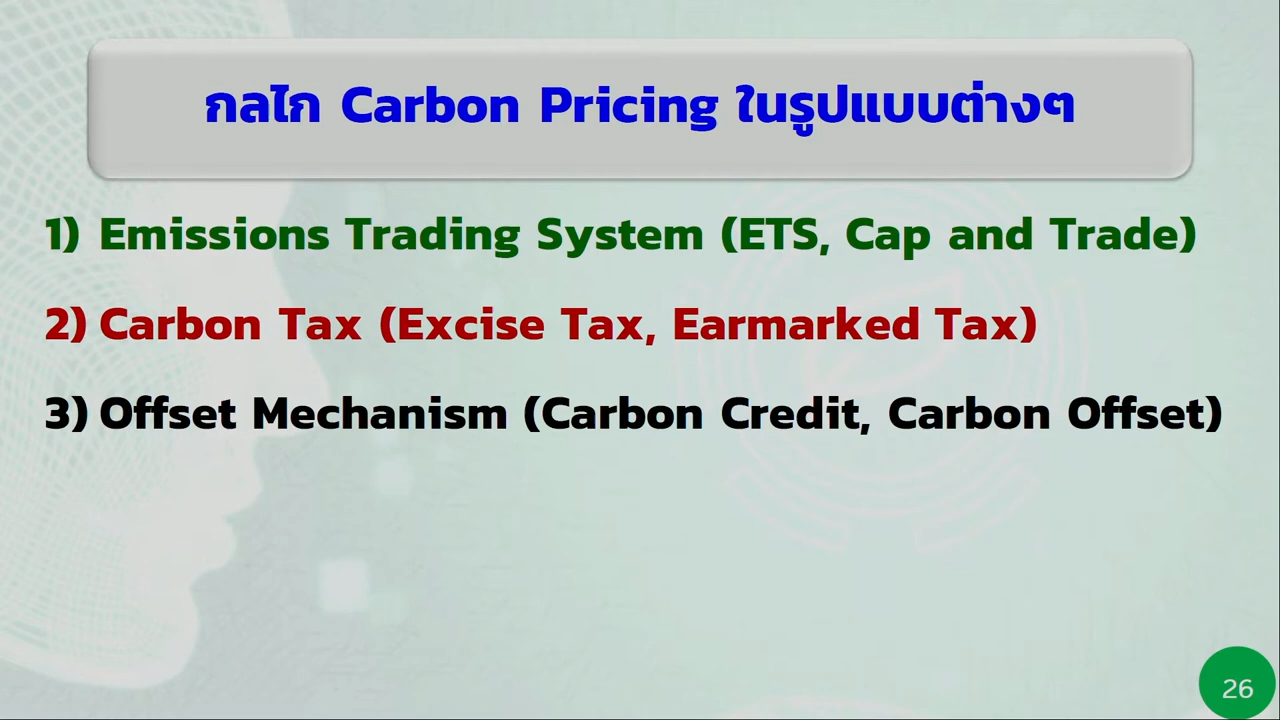 กลไก Carbon Pricing ในรูปแบบต่างๆ
1) Emissions Trading System (ETS, Cap and Trade)
2) Carbon Tax (Excise Tax, Earmarked Tax)
3) Offset Mechanism (Carbon Credit, Carbon Offset)
26